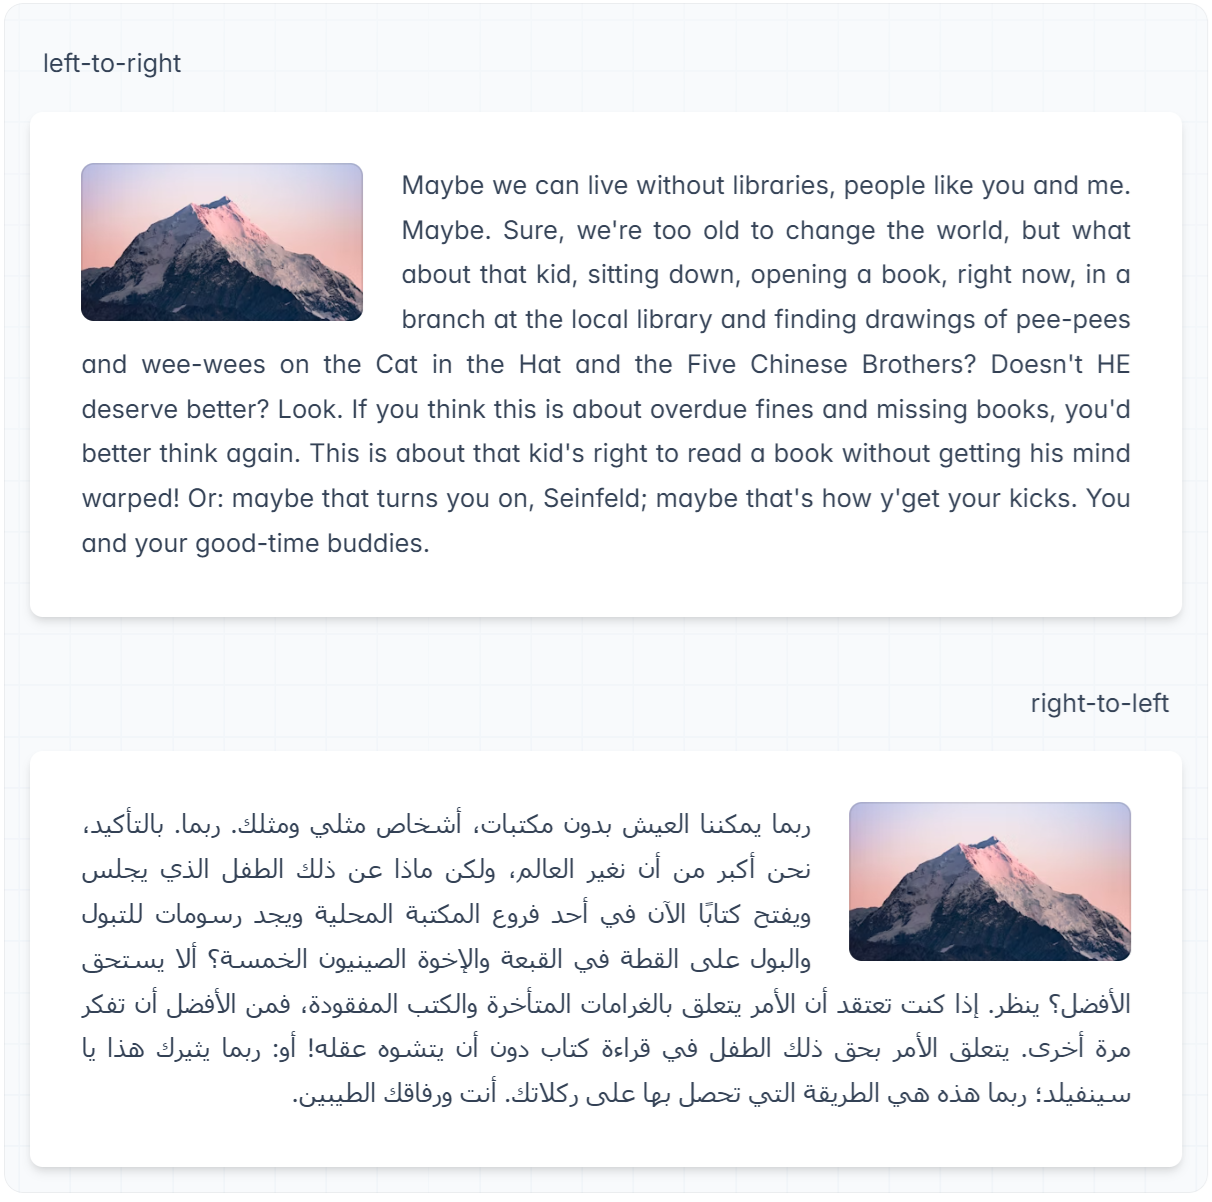 left-to-right
Maybe we can live without libraries, people like you and me.
Maybe. Sure, we're too old to change the world, but what
about that kid, sitting down, opening a book, right now, in a
branch at the local library and finding drawings of pee-pees
and wee-wees on the Cat in the Hat and the Five Chinese Brothers? Doesn't HE
deserve better? Look. If you think this is about overdue fines and missing books, you'd
better think again. This is about that kid's right to read a book without getting his mind
warped! Or: maybe that turns you on, Seinfeld; maybe that's how y'get your kicks. You
and your good-time buddies.
right-to-left
ربما يمكننا العيش بدون مكتبات، أشخاص مثلي ومثلك. ربما. بالتأكيد،
نحن أكبر من أن نغير العالم، ولكن ماذا عن ذلك الطفل الذي يجلس
ويفتح كتابًا الآن في أحد فروع المكتبة المحلية ويجد رسومات للتبول
والبول على القطة في القبعة والإخوة الصينيون الخمسة؟ ألا يستحق
الأفضل؟ ينظر. إذا كنت تعتقد أن الأمر يتعلق بالغرامات المتأخرة والكتب المفقودة، فمن الأفضل أن تفكر
مرة أخرى. يتعلق الأمر بحق ذلك الطفل في قراءة كتاب دون أن يتشوه عقله! أو: ربما يثيرك هذا يا
سينفيلد؛ ربما هذه هي الطريقة التي تحصل بها على ركلاتك. أنت ورفاقك الطيبين.